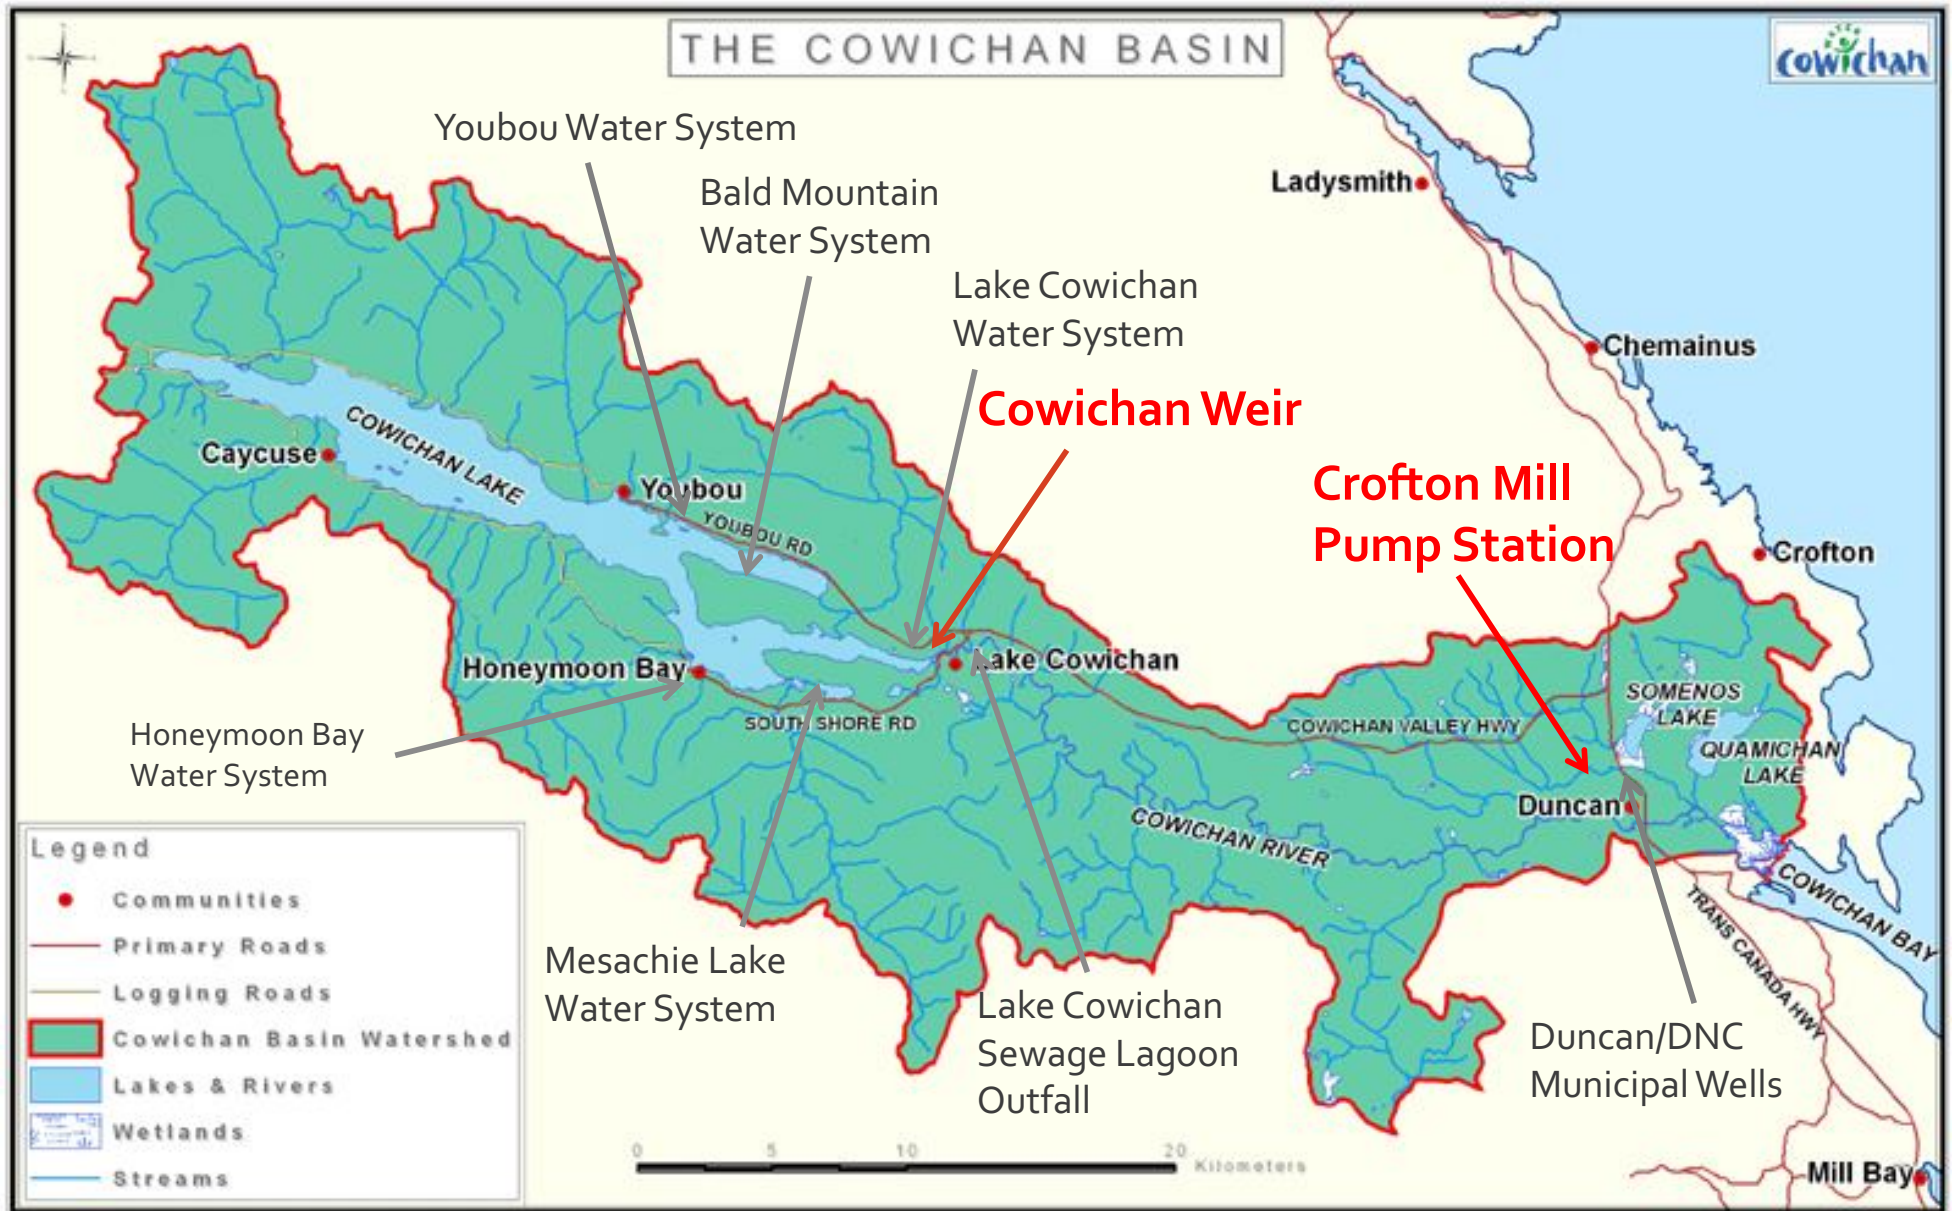 THE COWICHAN BASIN
cowichan
Youbou Water System
Bald Mountain
Water System
Lake Cowichan
Water System
Cowichan Weir
Crofton Mill
Pump Station
Ladysmith
Chemainus
Crofton
Caycuse
COWICHAN LAKE
Youbou
YOUBOU RD
Honeymoon Bay
Lake Cowichan
SOUTH SHORE RD
COWICHAN VALLEY HWY
SOMENOS
LAKE
QUAMICHAN
LAKE
Honeymoon Bay
Water System
Duncan
COWICHAN RIVER
COWICHAN BAY
TRANS CANADA HWY
Mesachie Lake
Water System
Lake Cowichan
Sewage Lagoon
Outfall
Duncan/DNC
Municipal Wells
Mill Bay
Legend
Communities
Primary Roads
Logging Roads
Cowichan Basin Watershed
Lakes & Rivers
Wetlands
Streams
0 5 10 20
Kilometers